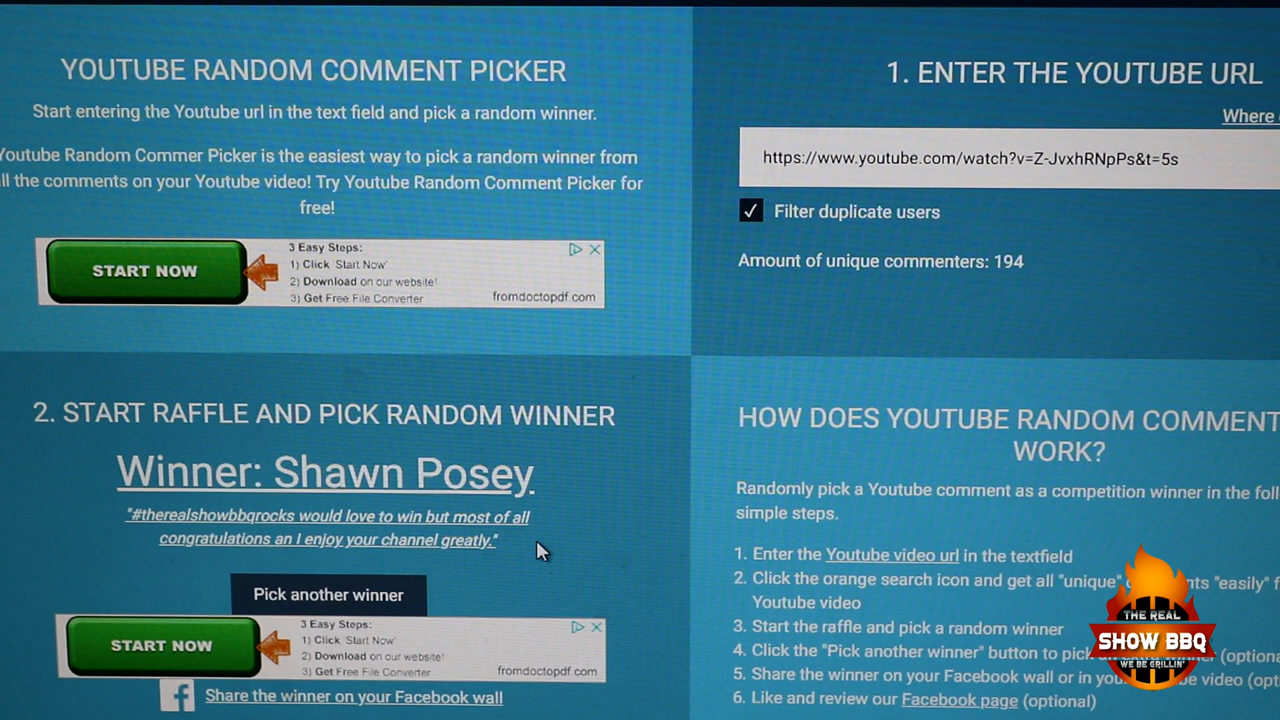 YOUTUBE RANDOM COMMENT PICKER
Start entering the Youtube url in the text field and pick a random winner.
Youtube Random Commer Picker is the easiest way to pick a random winner from
ll the comments on your Youtube video! Try Youtube Random Comment Picker for
free!
START NOW
3 Easy Steps:
1) Click 'Start Now'
2) Download on our website!
3) Get Free File Converter
fromdoctopdf.com
1. ENTER THE YOUTUBE URL
Where
https://www.youtube.com/watch?v=Z-JvxhRNpPs&t=5s
Filter duplicate users
Amount of unique commenters: 194
2. START RAFFLE AND PICK RANDOM WINNER
Winner: Shawn Posey
"#therealshowbbqrocks would love to win but most of all
congratulations an I enjoy your channel greatly."
Pick another winner
START NOW
3 Easy Steps:
1) Click 'Start Now'
2) Download on our website!
3) Get Free File Converter
fromdoctopdf.com
Share the winner on your Facebook wall
HOW DOES YOUTUBE RANDOM COMMENT
WORK?
Randomly pick a Youtube comment as a competition winner in the foll
simple steps.
1. Enter the Youtube video url in the textfield
2. Click the orange search icon and get all "unique" "easily"
Youtube video
3. Start the raffle and pick a random winner
4. Click the "Pick another winner" button to pick an winner (optiona
5. Share the winner on your Facebook wall or in video (opt
6. Like and review our Facebook page (optional)
THE REAL
SHOW BBQ
WE BE GRILLIN'